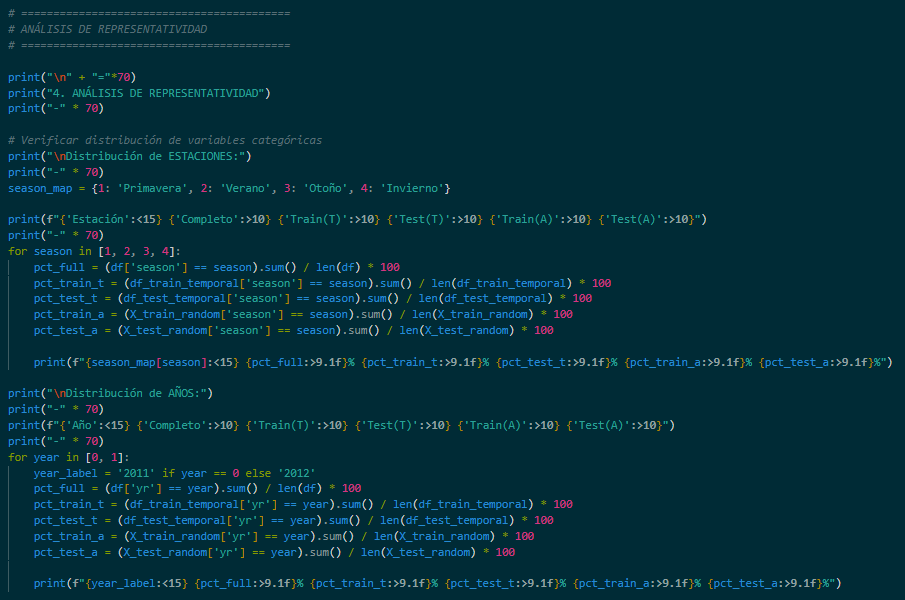 # ==========================================
# ANÁLISIS DE REPRESENTATIVIDAD
# ==========================================
print("\n" + "="*70)
print("4. ANÁLISIS DE REPRESENTATIVIDAD")
print("-" * 70)
# Verificar distribución de variables categóricas
print("\nDistribución de ESTACIONES:")
print("-" * 70)
season_map = {1: 'Primavera', 2: 'Verano', 3: 'Otoño', 4: 'Invierno'}
print(f"{'Estación':<15} {'Completo':>10} {'Train(T)':>10} {'Test(T)':>10} {'Train(A)':>10} {'Test(A)':>10}")
print("-" * 70)
for season in [1, 2, 3, 4]:
    pct_full = (df['season'] == season).sum() / len(df) * 100
    pct_train_t = (df_train_temporal['season'] == season).sum() / len(df_train_temporal) * 100
    pct_test_t = (df_test_temporal['season'] == season).sum() / len(df_test_temporal) * 100
    pct_train_a = (X_train_random['season'] == season).sum() / len(X_train_random) * 100
    pct_test_a = (X_test_random['season'] == season).sum() / len(X_test_random) * 100
    print(f"{season_map[season]:<15} {pct_full:>9.1f}% {pct_train_t:>9.1f}% {pct_test_t:>9.1f}% {pct_train_a:>9.1f}% {pct_test_a:>9.1f}%")
print("\nDistribución de AÑOS:")
print("-" * 70)
print(f"{'Año':<15} {'Completo':>10} {'Train(T)':>10} {'Test(T)':>10} {'Train(A)':>10} {'Test(A)':>10}")
print("-" * 70)
for year in [0, 1]:
    year_label = '2011' if year == 0 else '2012'
    pct_full = (df['yr'] == year).sum() / len(df) * 100
    pct_train_t = (df_train_temporal['yr'] == year).sum() / len(df_train_temporal) * 100
    pct_test_t = (df_test_temporal['yr'] == year).sum() / len(df_test_temporal) * 100
    pct_train_a = (X_train_random['yr'] == year).sum() / len(X_train_random) * 100
    pct_test_a = (X_test_random['yr'] == year).sum() / len(X_test_random) * 100
    print(f"{year_label:<15} {pct_full:>9.1f}% {pct_train_t:>9.1f}% {pct_test_t:>9.1f}% {pct_train_a:>9.1f}% {pct_test_a:>9.1f}%")